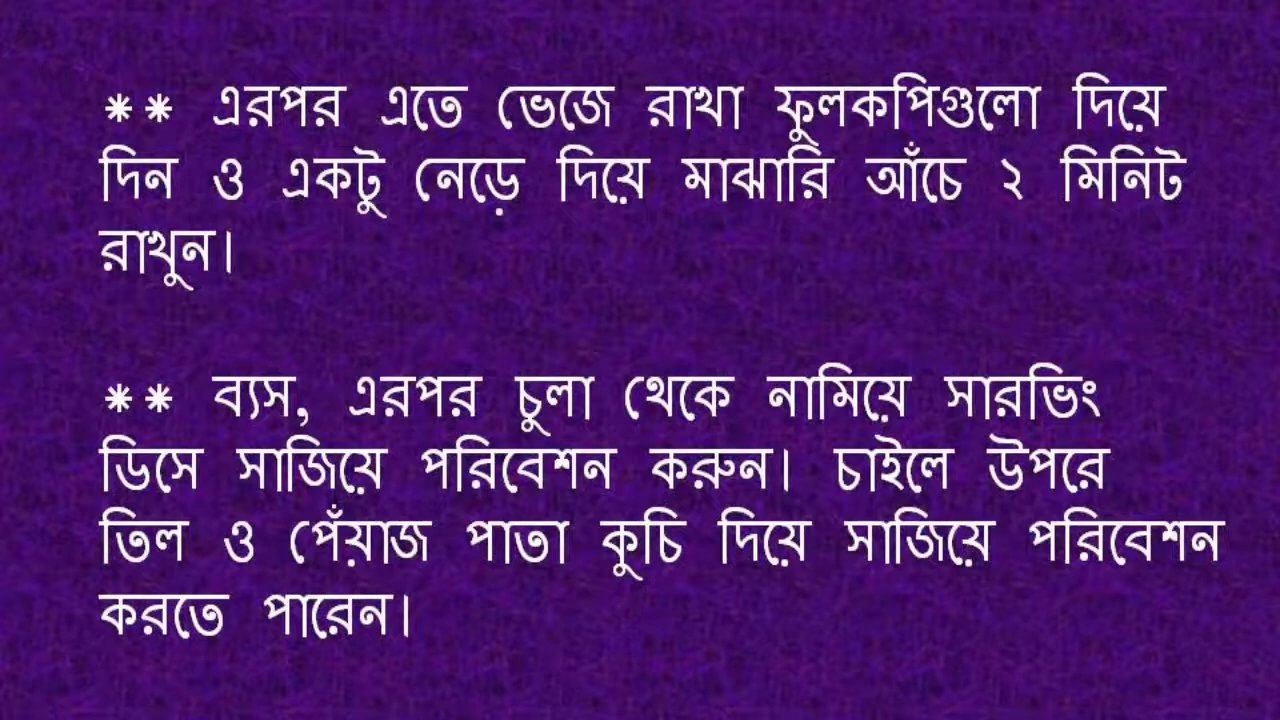 ** এরপর এতে ভেজে রাখা ফুলকপিগুলো দিয়ে
দিন ও একটু নেড়ে দিয়ে মাঝারি আঁচে ২ মিনিট
রাখুন।
** ব্যস, এরপর চুলা থেকে নামিয়ে সারভিং
ডিসে সাজিয়ে পরিবেশন করুন। চাইলে উপরে
তিল ও পেঁয়াজ পাতা কুচি দিয়ে সাজিয়ে পরিবেশন
করতে পারেন।